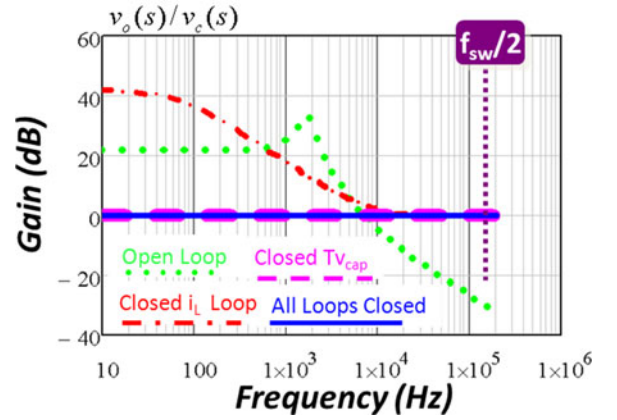 v_o(s)/v_c(s)
f_sw/2
60
40
20
0
− 20
− 40
Gain (dB)
Open Loop
Closed Tv_cap
Closed i_L Loop
All Loops Closed
10
100
1×10^3
1×10^4
1×10^5
1×10^6
Frequency (Hz)